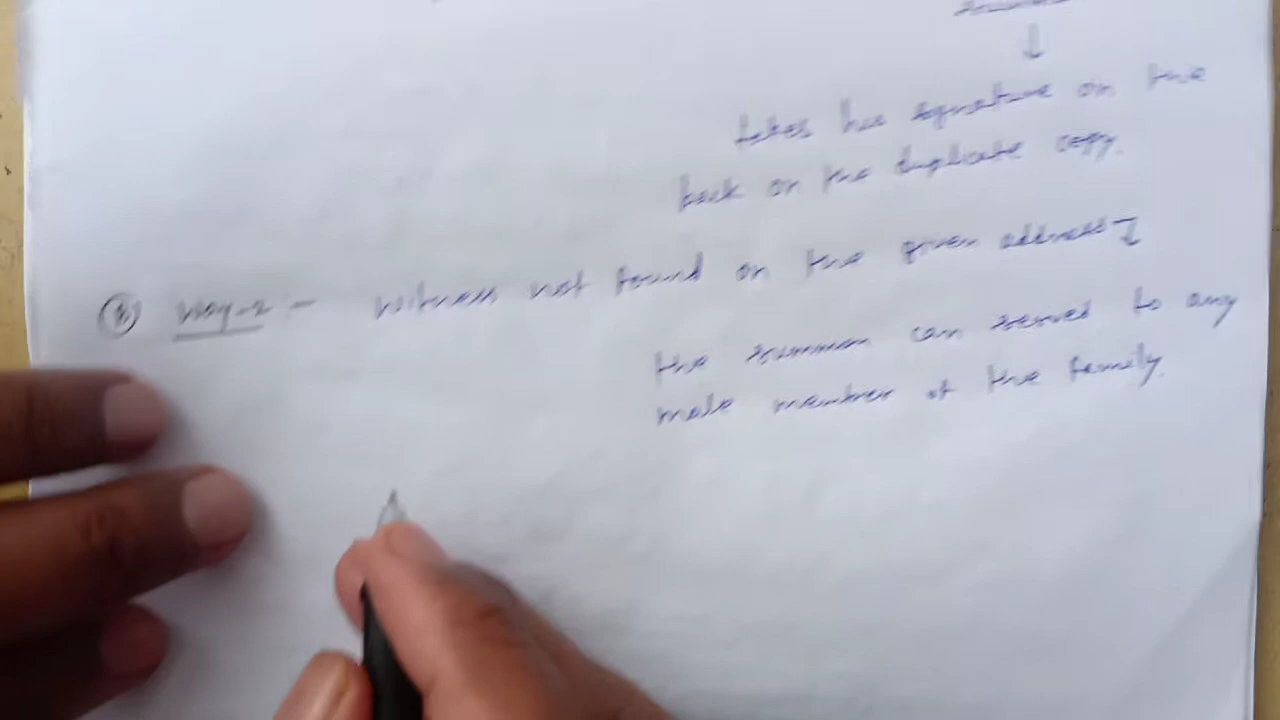 ↓
takes his signature on the
back on the duplicate copy.
(b) Way-2 :- Witness not found on the given address ↓
the summon can served to any
male member of the family.